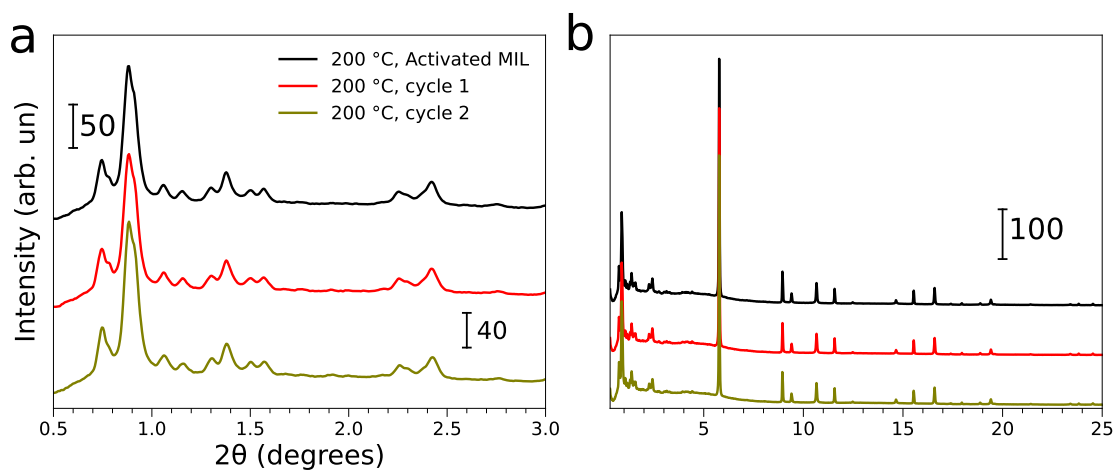 a
b
200 °C, Activated MIL
200 °C, cycle 1
200 °C, cycle 2
50
40
100
Intensity (arb. un)
0.5 1.0 1.5 2.0 2.5 3.0
2θ (degrees)
5 10 15 20 25